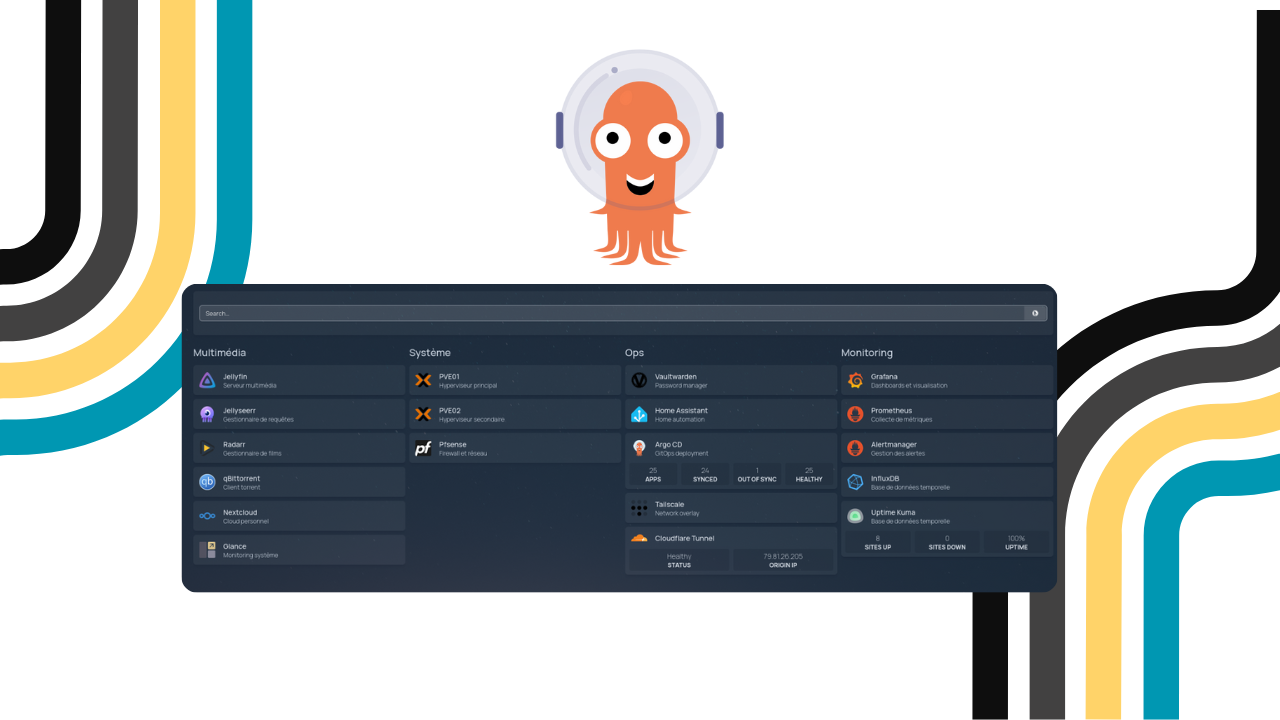 Search...
Multimédia
Jellyfin
Serveur multimédia
Jellyseerr
Gestionnaire de requêtes
Radarr
Gestionnaire de films
qb
qBittorrent
Client torrent
Nextcloud
Cloud personnel
Glance
Monitoring système
Système
PVE01
Hyperviseur principal
PVE02
Hyperviseur secondaire
pf
Pfsense
Firewall et réseau
Ops
Vaultwarden
Password manager
Home Assistant
Home automation
Argo CD
GitOps deployment
25 24 1 25
APPS SYNCED OUT OF SYNC HEALTHY
Tailscale
Network overlay
Cloudflare Tunnel
Healthy 79.81.26.205
STATUS ORIGIN IP
Monitoring
Grafana
Dashboards et visualisation
Prometheus
Collecte de métriques
Alertmanager
Gestion des alertes
InfluxDB
Base de données temporelle
Uptime Kuma
Base de données temporelle
8 0 100%
SITES UP SITES DOWN UPTIME